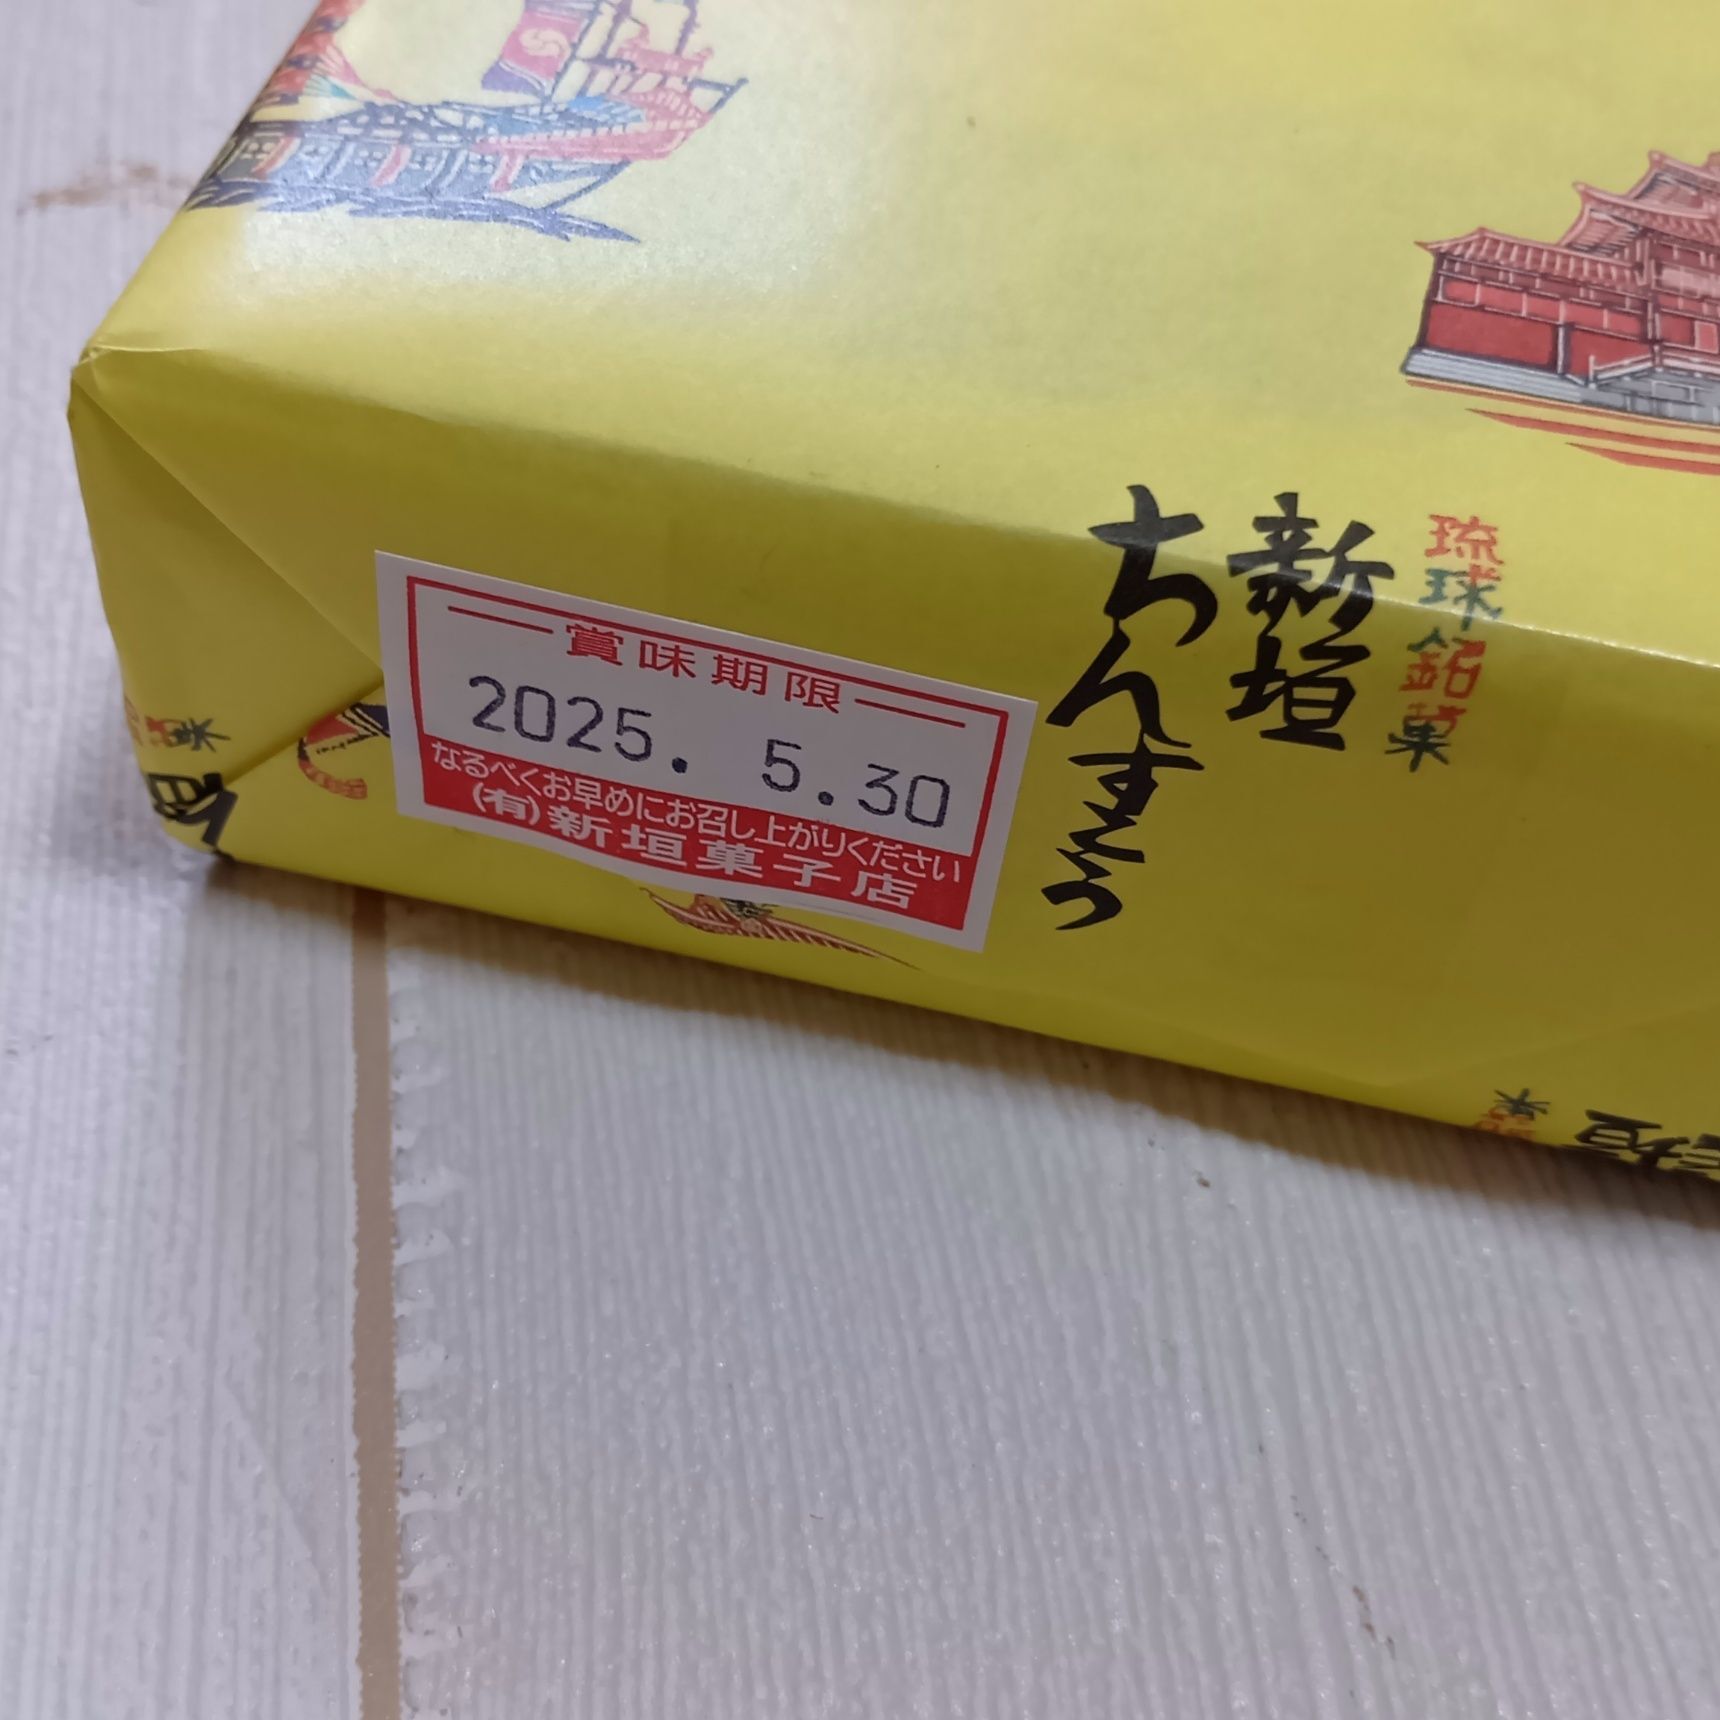 琉球銘菓
新垣
ちんすこう
賞味期限
2025. 5.30
なるべくお早めにお召し上がりください
(有)新垣菓子店